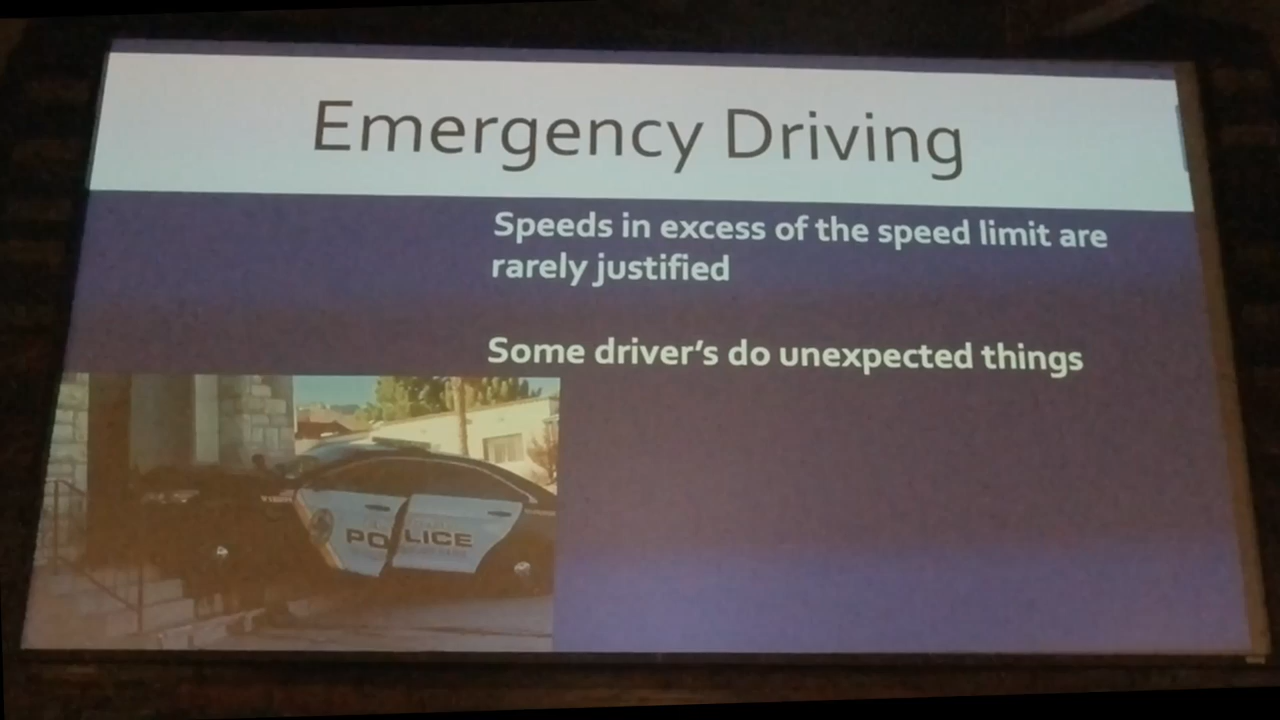 Emergency Driving
Speeds in excess of the speed limit are
rarely justified
Some driver's do unexpected things
POLICE